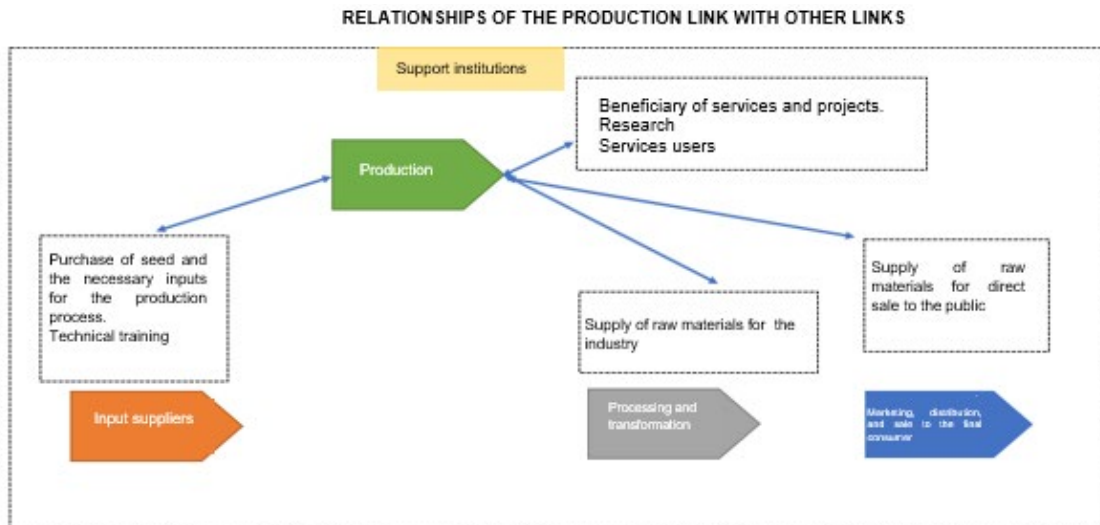 RELATIONSHIPS OF THE PRODUCTION LINK WITH OTHER LINKS
Support institutions
Beneficiary of services and projects.
Research
Services users
Production
Purchase of seed and
the necessary inputs
for the production
process.
Technical training
Supply of raw
materials for direct
sale to the public
Supply of raw materials for the
industry
Input suppliers
Processing and
transformation
Marketing, distribution,
and sale to the final
consumer